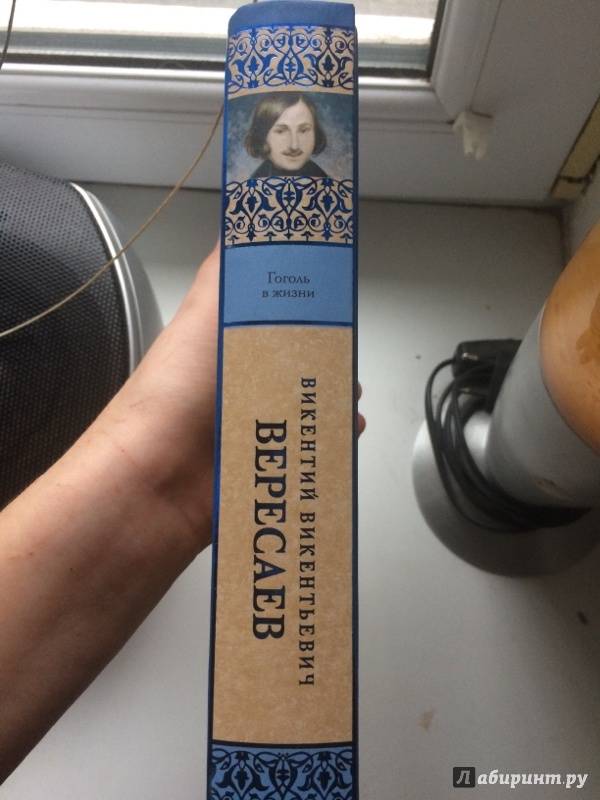 Гоголь
в жизни
ВИКЕНТИЙ ВИКЕНТЬЕВИЧ
ВЕРЕСАЕВ
Лабиринт.ру